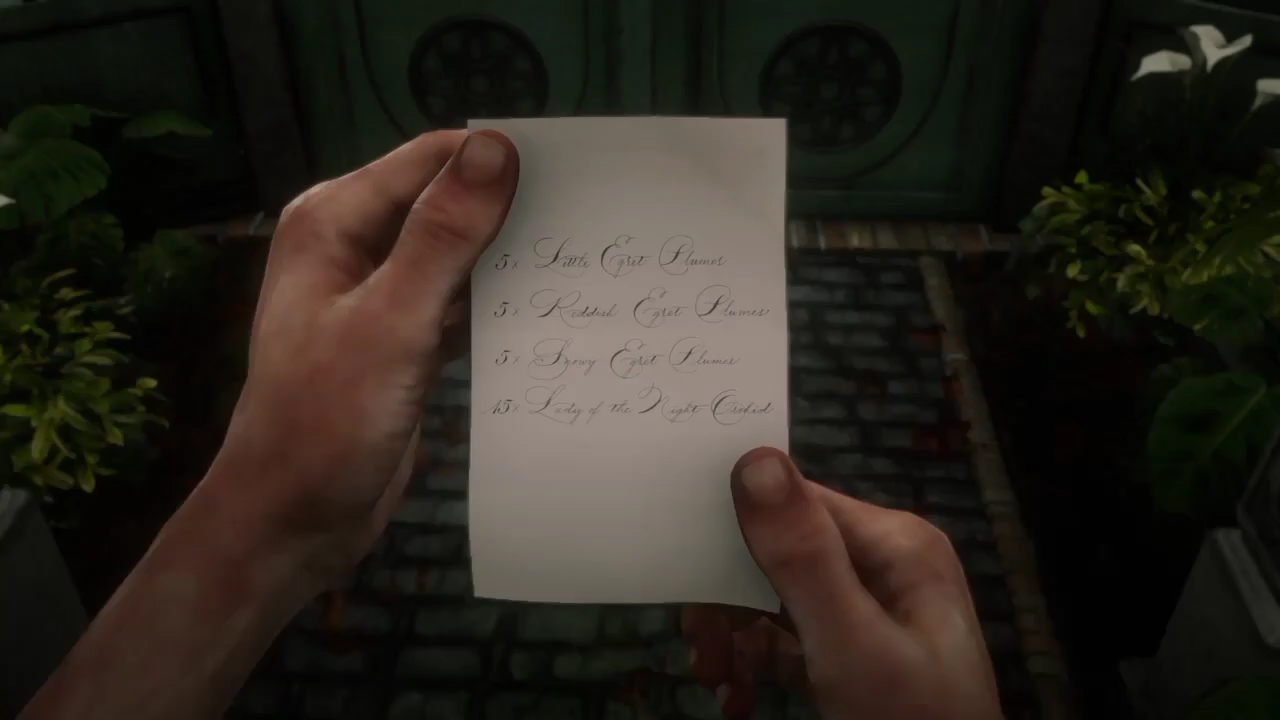 5x Little Egret Plumes
5x Reddish Egret Plumes
5x Snowy Egret Plumes
15x Lady of the Night Orchid